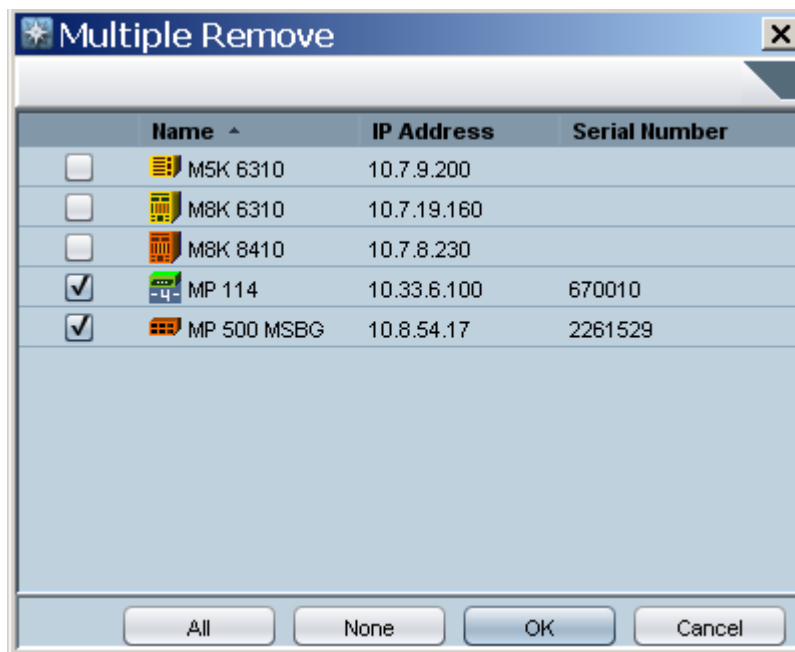 Multiple Remove
Name IP Address Serial Number
M5K 6310 10.7.9.200
M8K 6310 10.7.19.160
M8K 8410 10.7.8.230
-4- MP 114 10.33.6.100 670010
MP 500 MSBG 10.8.54.17 2261529
All None OK Cancel